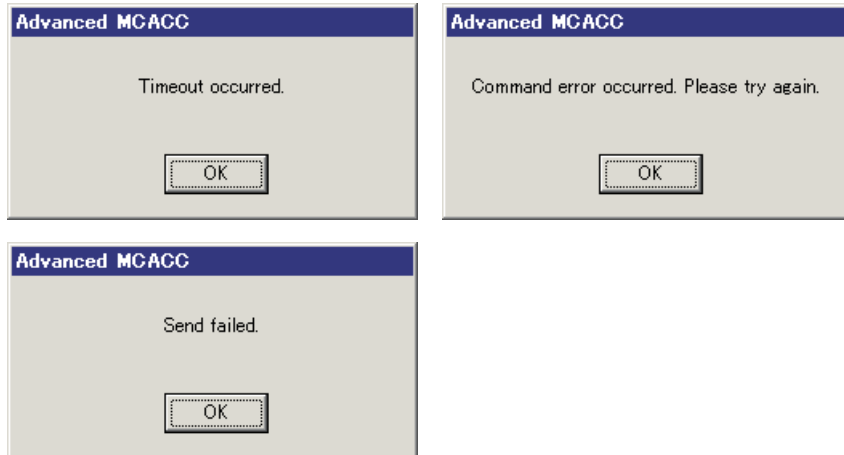 Advanced MCACC
Timeout occurred.
OK
Advanced MCACC
Command error occurred. Please try again.
OK
Advanced MCACC
Send failed.
OK